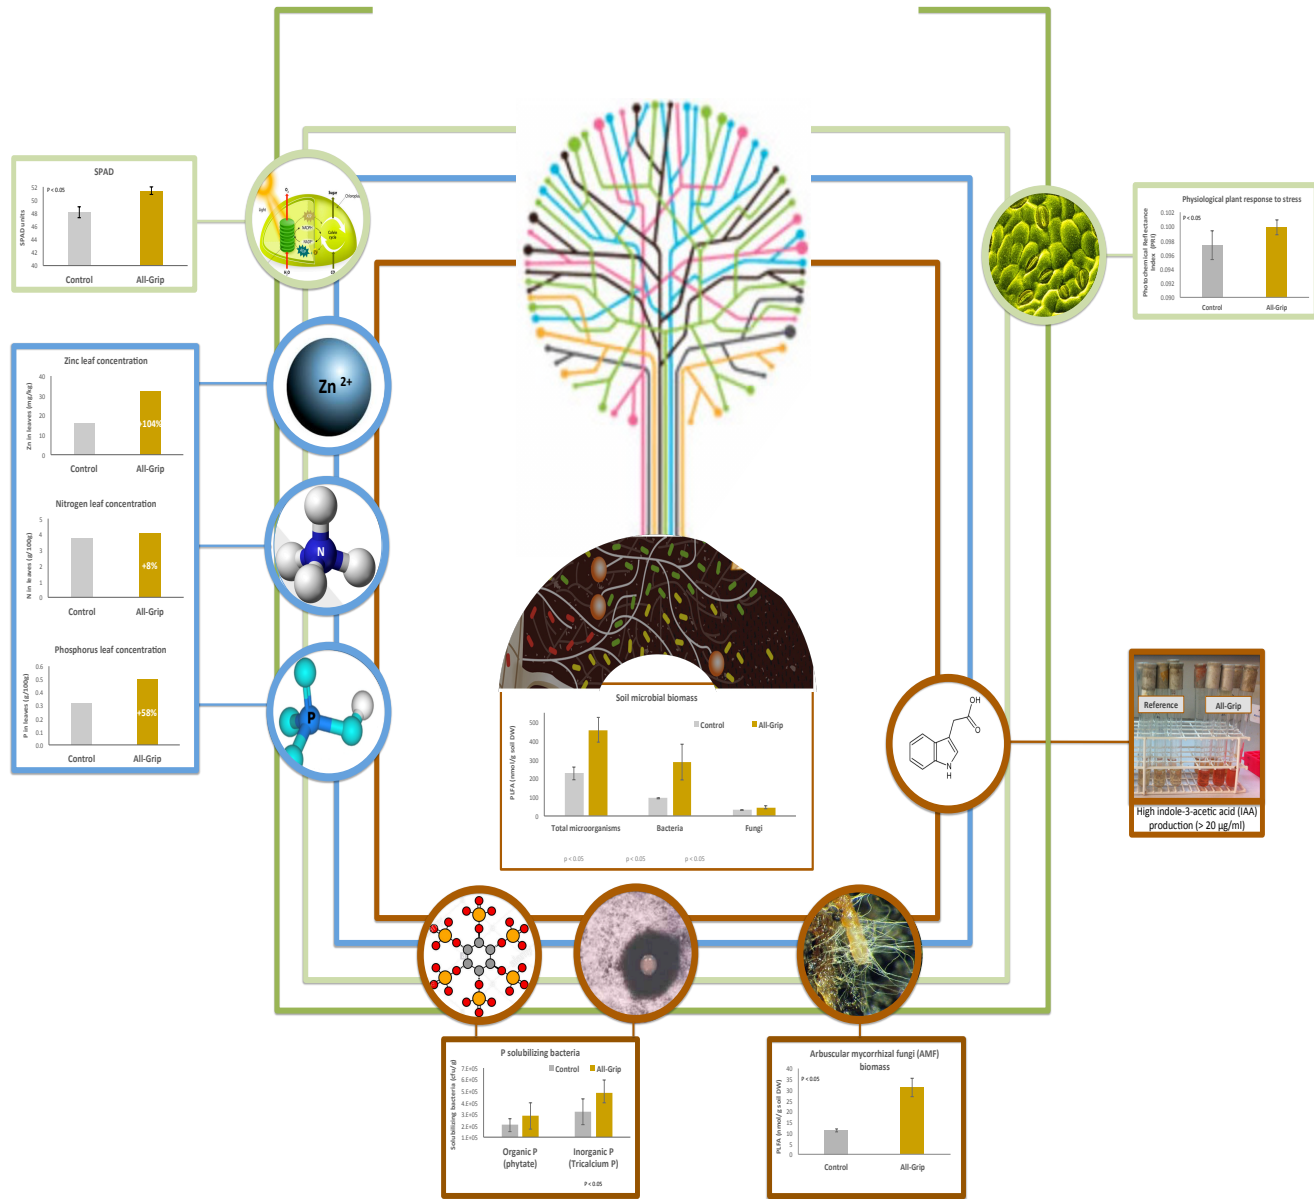 SPAD
P < 0.05
SPAD units
52
50
48
46
44
42
40
Control
All-Grip
Light
O₂
Sugar
Chloroplast
NADPH
NADP
ATP
Calvin
cycle
H₂O
Physiological plant response to stress
P < 0.05
Photochemical Reflectance
Index (PRI)
0.102
0.100
0.098
0.096
0.094
0.092
0.090
Control
All-Grip
Zinc leaf concentration
Zn in leaves (mg/kg)
40
30
20
10
0
+104%
Control
All-Grip
Zn 2+
Nitrogen leaf concentration
N in leaves (g/100g)
5
4
3
2
1
0
+8%
Control
All-Grip
N
Phosphorus leaf concentration
P in leaves (g/100g)
0.6
0.5
0.4
0.3
0.2
0.1
0.0
+58%
Control
All-Grip
P
Soil microbial biomass
Control
All-Grip
PLFA (nmol/g soil DW)
500
400
300
200
100
0
Total microorganisms
Bacteria
Fungi
p < 0.05
p < 0.05
p < 0.05
OH
O
N
H
Reference
All-Grip
High indole-3-acetic acid (IAA)
production (> 20 µg/ml)
P solubilizing bacteria
Control
All-Grip
Solubilizing bacteria (cfu/g)
7.E+05
6.E+05
5.E+05
4.E+05
3.E+05
2.E+05
1.E+05
Organic P
(phytate)
Inorganic P
(Tricalcium P)
P < 0.05
Arbuscular mycorrhizal fungi (AMF)
biomass
P < 0.05
PLFA (nmol/g soil DW)
40
35
30
25
20
15
10
5
0
Control
All-Grip